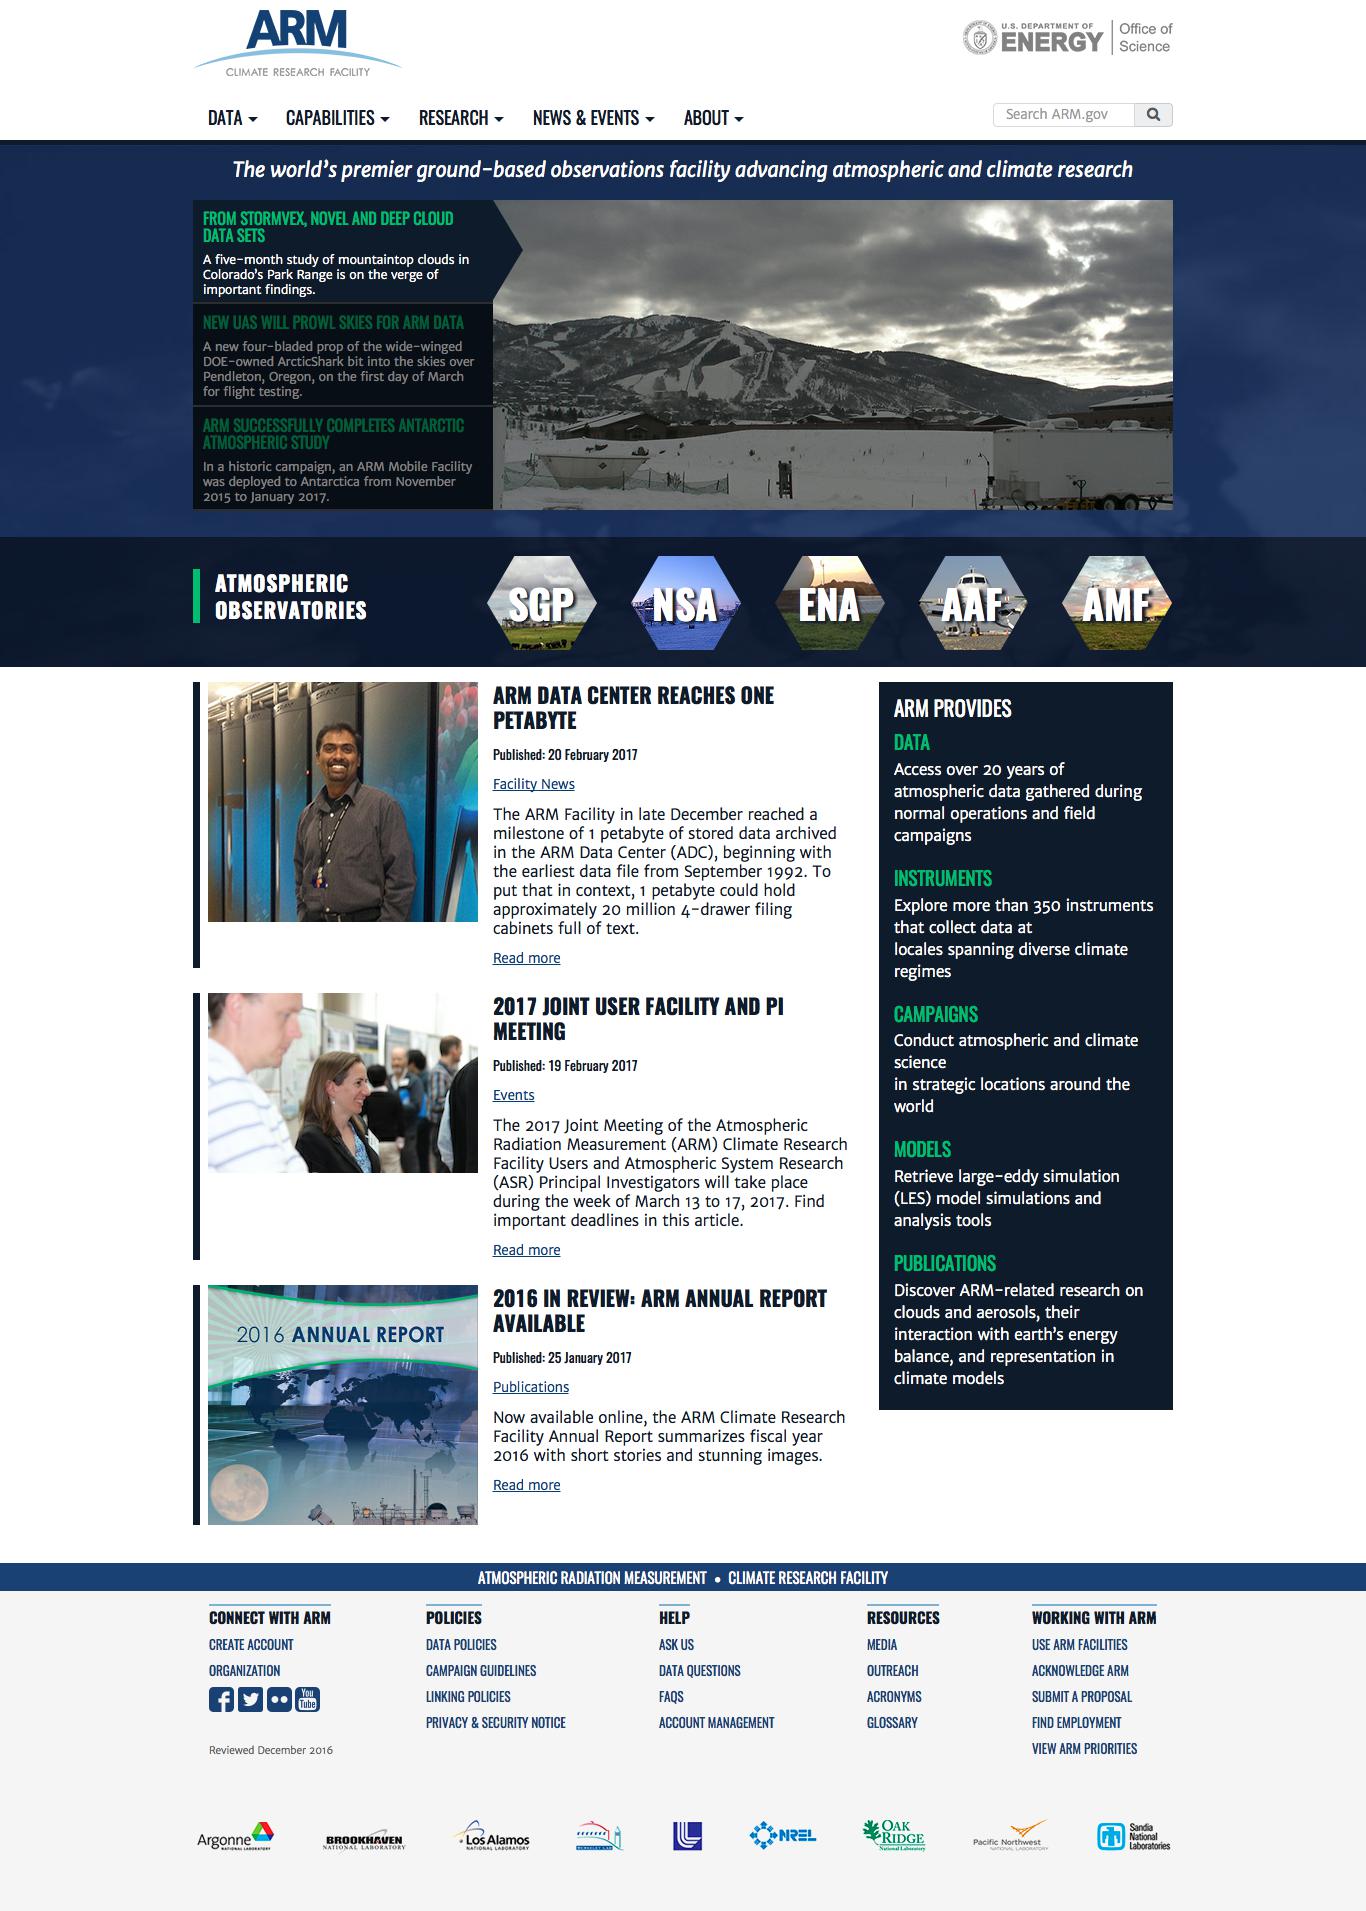 ARM
CLIMATE RESEARCH FACILITY
U.S. DEPARTMENT OF
ENERGY
Office of
Science
DATA
CAPABILITIES
RESEARCH
NEWS & EVENTS
ABOUT
Search ARM.gov
The world's premier ground-based observations facility advancing atmospheric and climate research
FROM STORMVEX, NOVEL AND DEEP CLOUD
DATA SETS
A five-month study of mountaintop clouds in
Colorado's Park Range is on the verge of
important findings.
NEW UAS WILL PROWL SKIES FOR ARM DATA
A new four-bladed prop of the wide-winged
DOE-owned ArcticShark bit into the skies over
Pendleton, Oregon, on the first day of March
for flight testing.
ARM SUCCESSFULLY COMPLETES ANTARCTIC
ATMOSPHERIC STUDY
In a historic campaign, an ARM Mobile Facility
was deployed to Antarctica from November
2015 to January 2017.
ATMOSPHERIC
OBSERVATORIES
SGP
NSA
ENA
AAF
AMF
ARM DATA CENTER REACHES ONE
PETABYTE
Published: 20 February 2017
Facility News
The ARM Facility in late December reached a
milestone of 1 petabyte of stored data archived
in the ARM Data Center (ADC), beginning with
the earliest data file from September 1992. To
put that in context, 1 petabyte could hold
approximately 20 million 4-drawer filing
cabinets full of text.
Read more
2017 JOINT USER FACILITY AND PI
MEETING
Published: 19 February 2017
Events
The 2017 Joint Meeting of the Atmospheric
Radiation Measurement (ARM) Climate Research
Facility Users and Atmospheric System Research
(ASR) Principal Investigators will take place
during the week of March 13 to 17, 2017. Find
important deadlines in this article.
Read more
2016 ANNUAL REPORT
2016 IN REVIEW: ARM ANNUAL REPORT
AVAILABLE
Published: 25 January 2017
Publications
Now available online, the ARM Climate Research
Facility Annual Report summarizes fiscal year
2016 with short stories and stunning images.
Read more
ARM PROVIDES
DATA
Access over 20 years of
atmospheric data gathered during
normal operations and field
campaigns
INSTRUMENTS
Explore more than 350 instruments
that collect data at
locales spanning diverse climate
regimes
CAMPAIGNS
Conduct atmospheric and climate
science
in strategic locations around the
world
MODELS
Retrieve large-eddy simulation
(LES) model simulations and
analysis tools
PUBLICATIONS
Discover ARM-related research on
clouds and aerosols, their
interaction with earth's energy
balance, and representation in
climate models
ATMOSPHERIC RADIATION MEASUREMENT • CLIMATE RESEARCH FACILITY
CONNECT WITH ARM
CREATE ACCOUNT
ORGANIZATION
You
Tube
Reviewed December 2016
POLICIES
DATA POLICIES
CAMPAIGN GUIDELINES
LINKING POLICIES
PRIVACY & SECURITY NOTICE
HELP
ASK US
DATA QUESTIONS
FAQS
ACCOUNT MANAGEMENT
RESOURCES
MEDIA
OUTREACH
ACRONYMS
GLOSSARY
WORKING WITH ARM
USE ARM FACILITIES
ACKNOWLEDGE ARM
SUBMIT A PROPOSAL
FIND EMPLOYMENT
VIEW ARM PRIORITIES
Argonne
NATIONAL LABORATORY
BROOKHAVEN
NATIONAL LABORATORY
Los Alamos
NATIONAL LABORATORY
BERKELEY LAB
NREL
OAK
RIDGE
National Laboratory
Pacific Northwest
NATIONAL LABORATORY
Sandia
National
Laboratories